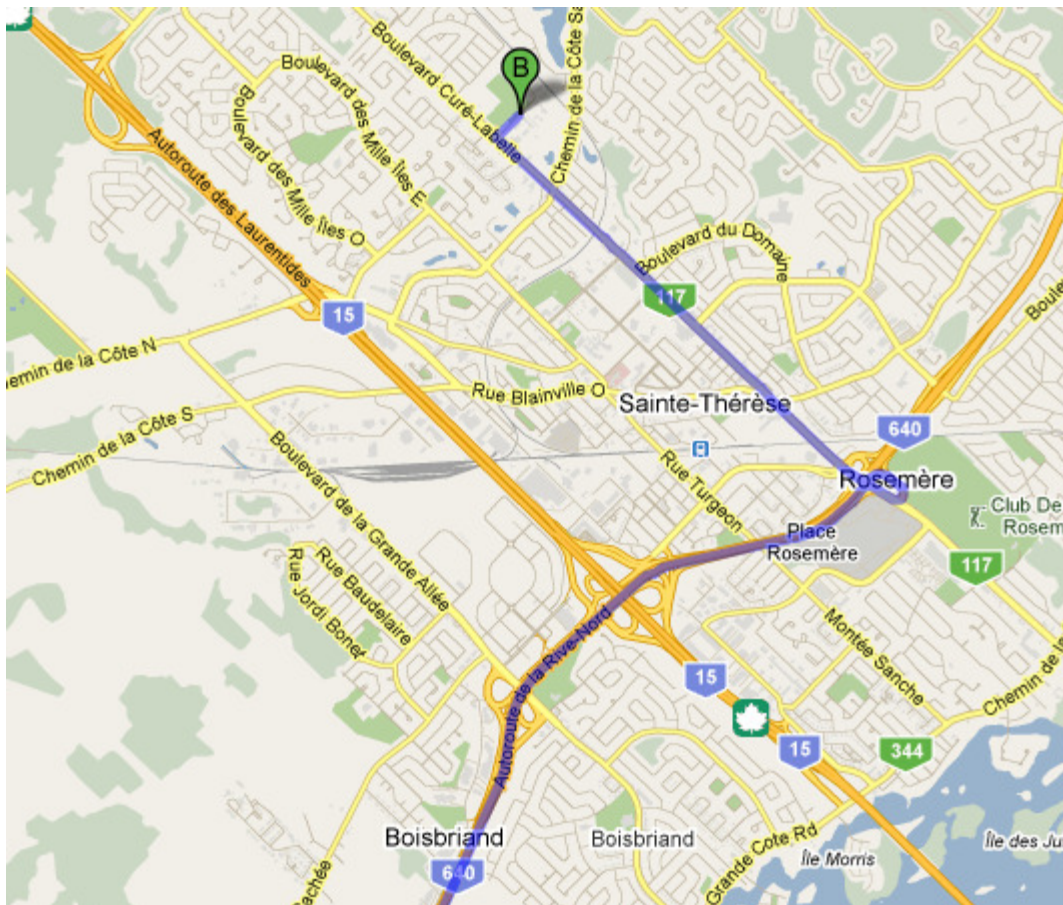 B
Boulevard Curé-Labelle
Chemin de la Côte Sa
Boulevard des Mille Îles E
Boulevard des Mille Îles O
Autoroute des Laurentides
Boulevard du Domaine
117
15
Boule
emin de la Côte N
Rue Blainville O
Sainte-Thérèse
Chemin de la Côte S
640
Boulevard de la Grande Allée
Rue Turgeon
Rosemère
Club De
Rosem
Place
Rosemère
117
Rue Baudelaire
Rue Jordi Bonet
Autoroute de la Rive-Nord
Montée Sanche
Chemin de la
15
15
344
Boisbriand
Boisbriand
Grande Cote Rd
Île Morris
Île des Ju
640
achée